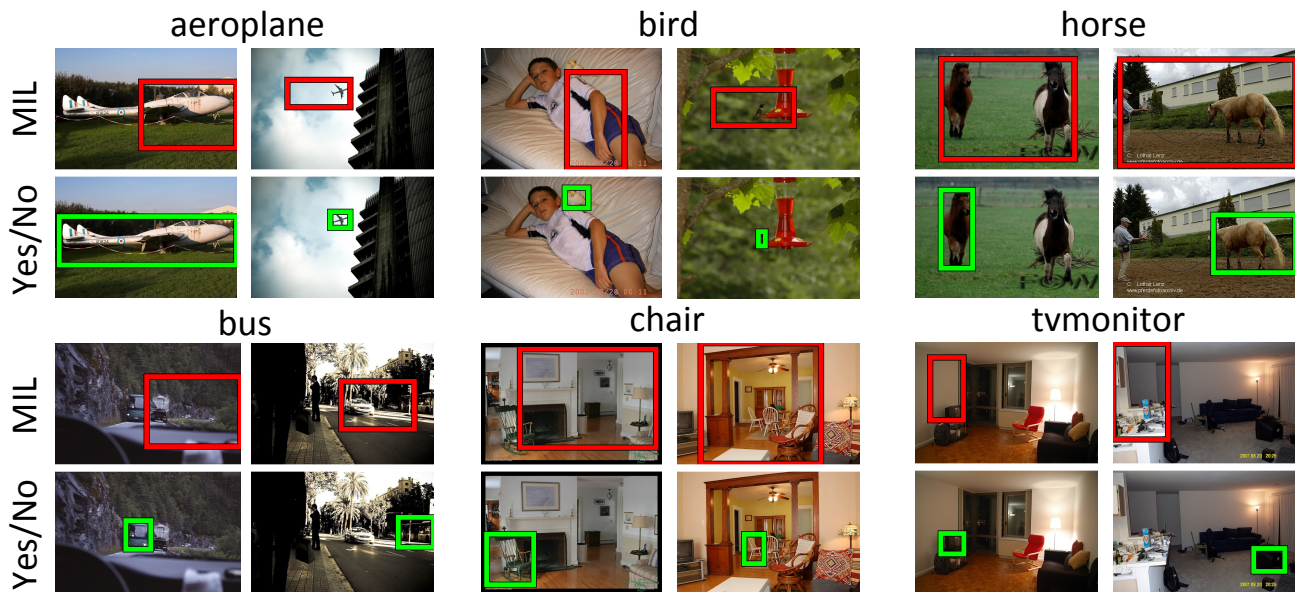 aeroplane bird horse
MIL
Yes/No
bus chair tvmonitor
MIL
Yes/No